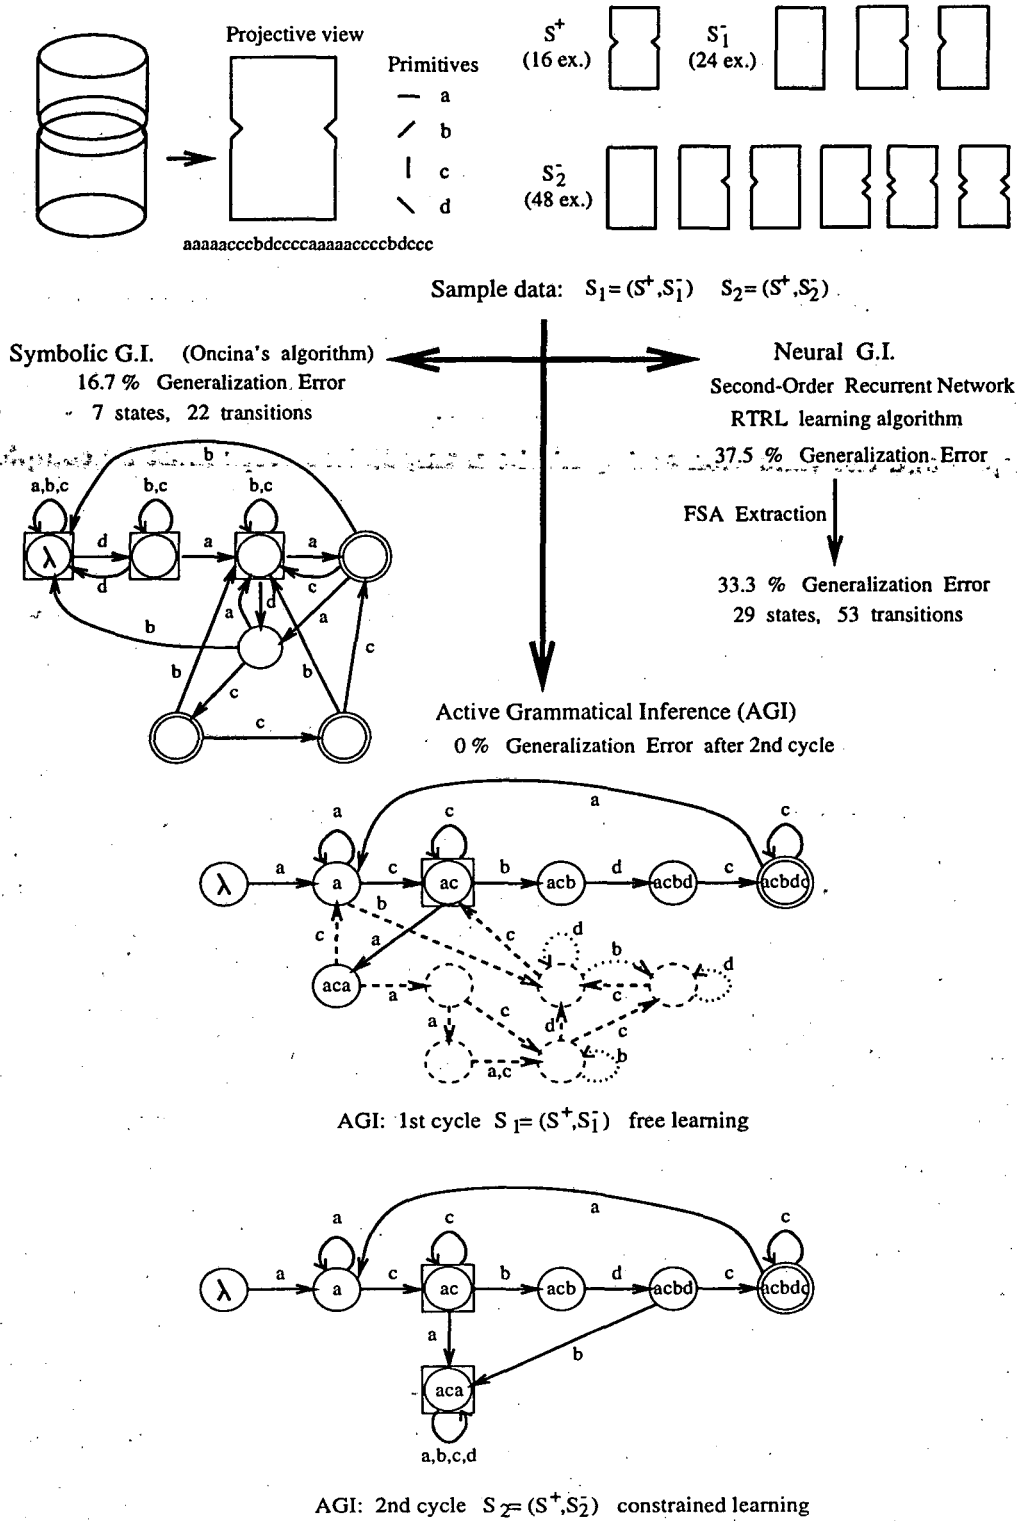 Projective view
Primitives
a
b
c
d
aaaaacccbdccccaaaaaccccbdccc
S+
(16 ex.)
S1-
(24 ex.)
S2-
(48 ex.)
Sample data: S1=(S+,S1-) S2=(S+,S2-)
Symbolic G.I. (Oncina's algorithm)
16.7 % Generalization Error
7 states, 22 transitions
Neural G.I.
Second-Order Recurrent Network
RTRL learning algorithm
37.5 % Generalization Error
FSA Extraction
33.3 % Generalization Error
29 states, 53 transitions
b
a,b,c
b,c
b,c
λ
d
a
a
d
c
a
d
a
b
b
c
b
c
c
Active Grammatical Inference (AGI)
0 % Generalization Error after 2nd cycle
a
a
c
c
λ
a
a
c
ac
b
acb
d
acbd
c
acbdc
b
c
a
c
d
b
d
aca
a
c
c
a
d
c
a,c
b
AGI: 1st cycle S1=(S+,S1-) free learning
a
a
c
c
λ
a
a
c
ac
b
acb
d
acbd
c
acbdc
a
b
aca
a,b,c,d
AGI: 2nd cycle S2=(S+,S2-) constrained learning